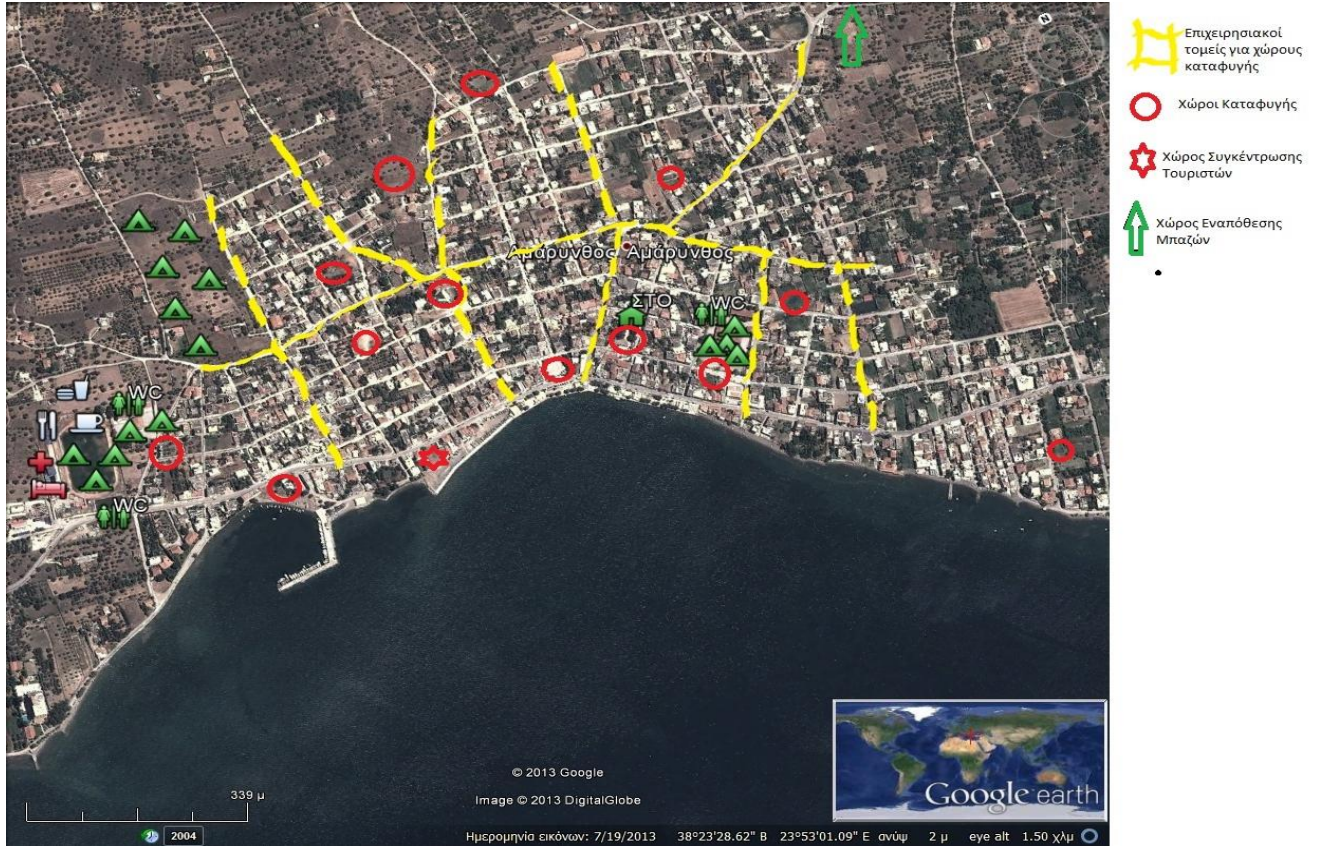 Επιχειρησιακοί
τομείς για χώρους
καταφυγής
Χώροι Καταφυγής
Χώρος Συγκέντρωσης
Τουριστών
Χώρος Εναπόθεσης
Μπαζών
N
Αμάρυνθος Αμάρυνθος
ΣΤΟ
WC
WC
WC
© 2013 Google
Image © 2013 DigitalGlobe
Google earth
339 μ
2004
Ημερομηνία εικόνων: 7/19/2013 38°23'28.62" Β 23°53'01.09" Ε ανύψ 2 μ eye alt 1.50 χλμ